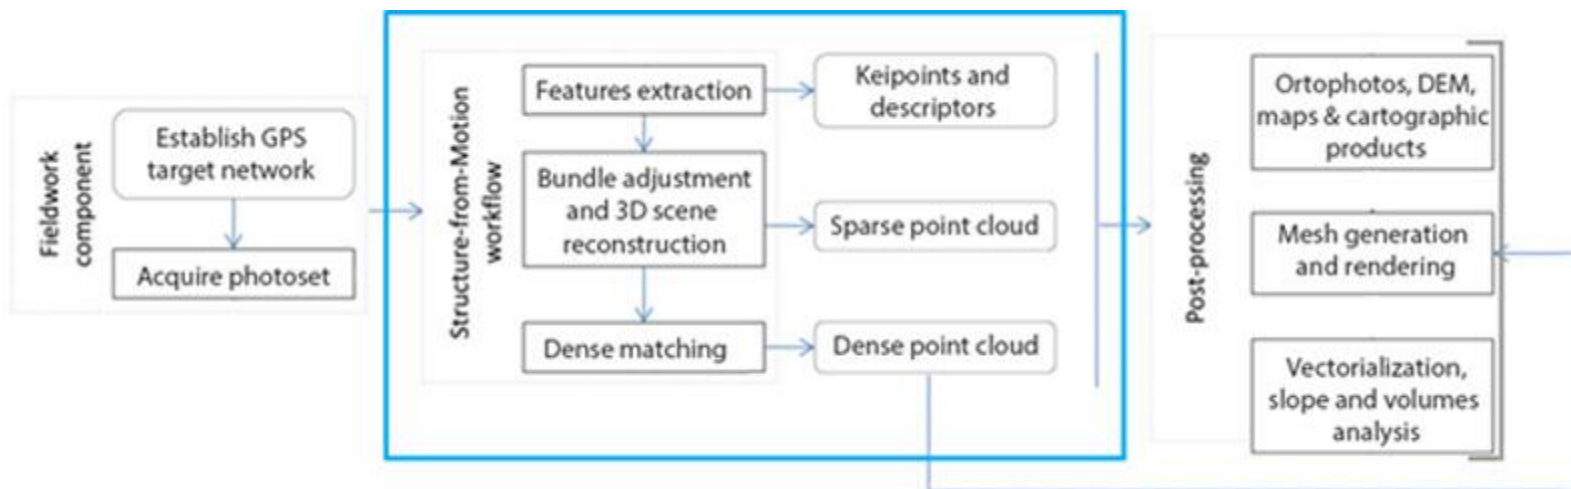 Fieldwork
component
Establish GPS
target network
Acquire photoset
Structure-from-Motion
workflow
Features extraction
Keipoints and
descriptors
Bundle adjustment
and 3D scene
reconstruction
Sparse point cloud
Dense matching
Dense point cloud
Post-processing
Ortophotos, DEM,
maps & cartographic
products
Mesh generation
and rendering
Vectorialization,
slope and volumes
analysis